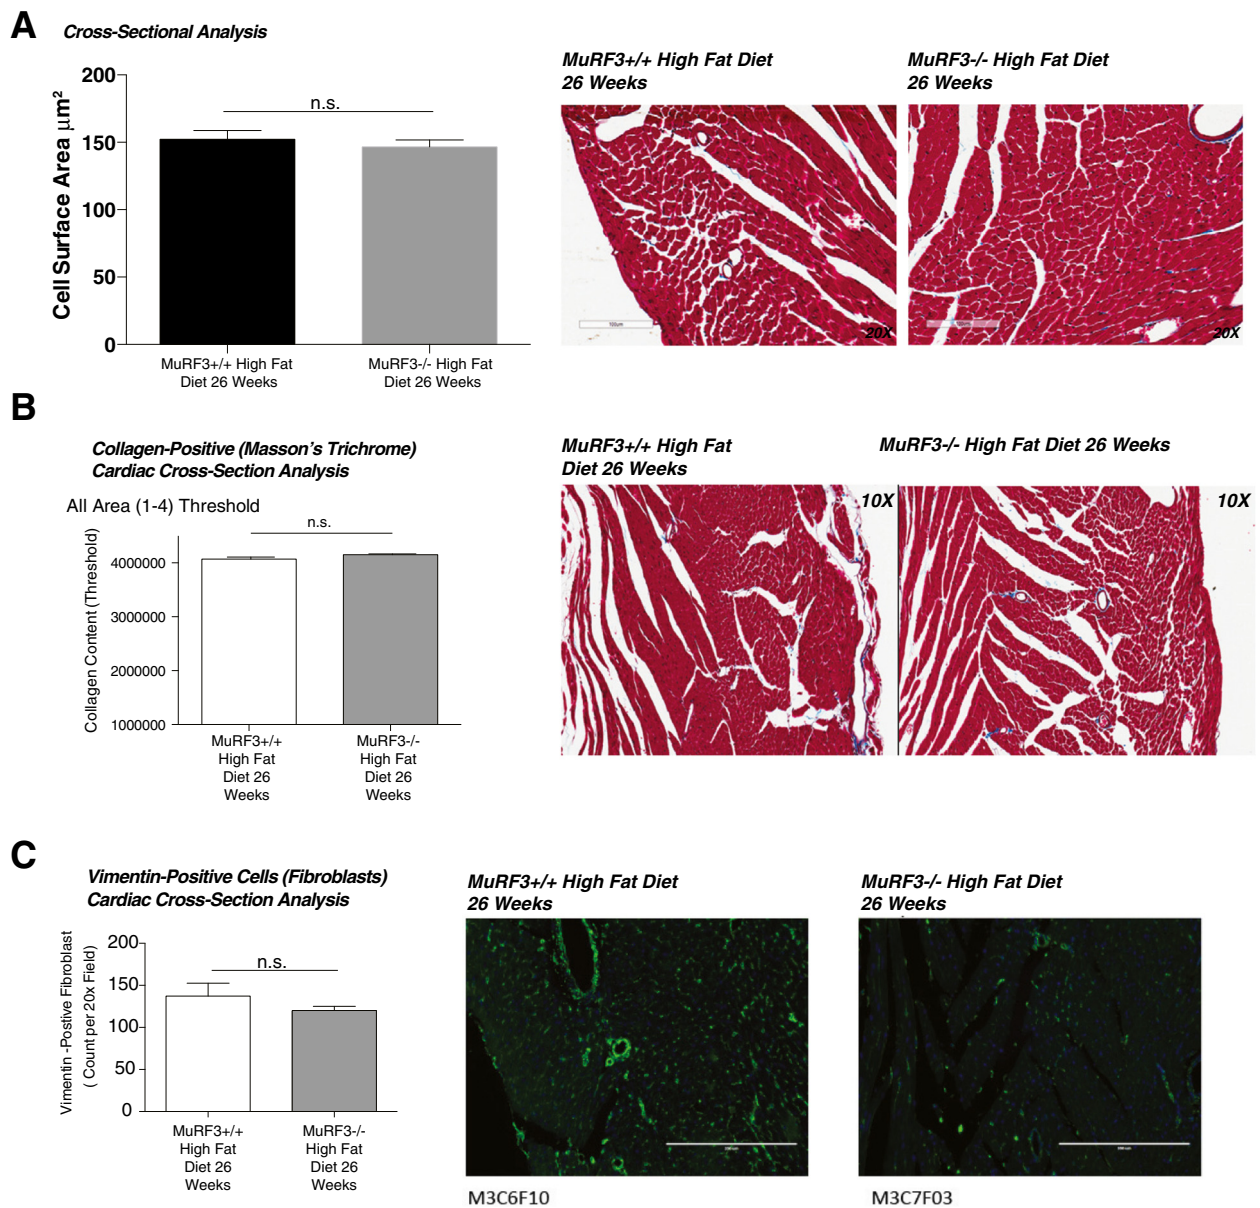 A
Cross-Sectional Analysis
Cell Surface Area μm²
200
150
100
50
0
n.s.
MuRF3+/+ High Fat
Diet 26 Weeks
MuRF3-/- High Fat
Diet 26 Weeks
MuRF3+/+ High Fat Diet
26 Weeks
100um
20X
MuRF3-/- High Fat Diet
26 Weeks
20X
B
Collagen-Positive (Masson's Trichrome)
Cardiac Cross-Section Analysis
All Area (1-4) Threshold
Collagen Content (Threshold)
4000000
3000000
2000000
1000000
n.s.
MuRF3+/+
High Fat
Diet 26
Weeks
MuRF3-/-
High Fat
Diet 26
Weeks
MuRF3+/+ High Fat
Diet 26 Weeks
10X
MuRF3-/- High Fat Diet 26 Weeks
10X
C
Vimentin-Positive Cells (Fibroblasts)
Cardiac Cross-Section Analysis
Vimentin -Postive Fibroblast
( Count per 20x Field)
200
150
100
50
0
n.s.
MuRF3+/+
High Fat
Diet 26
Weeks
MuRF3-/-
High Fat
Diet 26
Weeks
MuRF3+/+ High Fat Diet
26 Weeks
M3C6F10
MuRF3-/- High Fat Diet
26 Weeks
M3C7F03